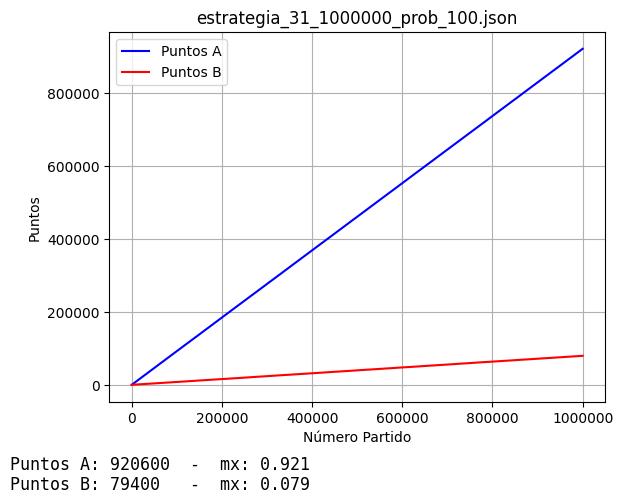 estrategia_31_1000000_prob_100.json
Puntos A
Puntos B
800000
600000
400000
200000
0
Puntos
0 200000 400000 600000 800000 1000000
Número Partido
Puntos A: 920600 - mx: 0.921
Puntos B: 79400 - mx: 0.079